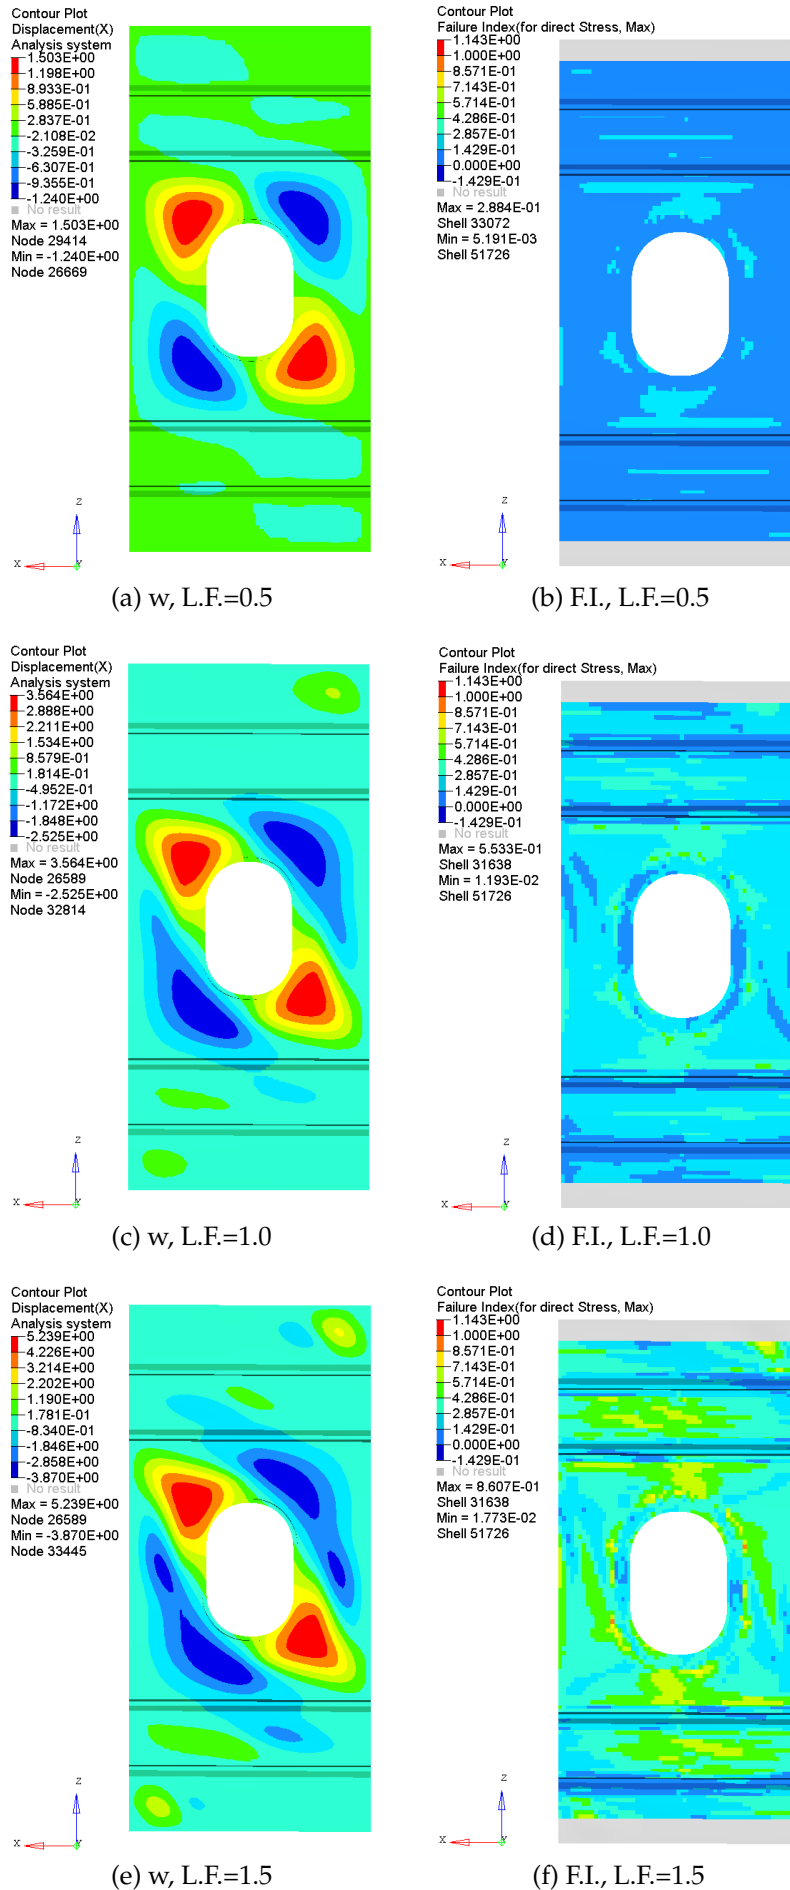 Contour Plot
Displacement(X)
Analysis system
1.503E+00
1.198E+00
8.933E-01
5.885E-01
2.837E-01
-2.108E-02
-3.259E-01
-6.307E-01
-9.355E-01
-1.240E+00
No result
Max = 1.503E+00
Node 29414
Min = -1.240E+00
Node 26669
Z
X
Y
(a) w, L.F.=0.5
Contour Plot
Failure Index(for direct Stress, Max)
1.143E+00
1.000E+00
8.571E-01
7.143E-01
5.714E-01
4.286E-01
2.857E-01
1.429E-01
0.000E+00
-1.429E-01
No result
Max = 2.884E-01
Shell 33072
Min = 5.191E-03
Shell 51726
Z
X
Y
(b) F.I., L.F.=0.5
Contour Plot
Displacement(X)
Analysis system
3.564E+00
2.888E+00
2.211E+00
1.534E+00
8.579E-01
1.814E-01
-4.952E-01
-1.172E+00
-1.848E+00
-2.525E+00
No result
Max = 3.564E+00
Node 26589
Min = -2.525E+00
Node 32814
Z
X
Y
(c) w, L.F.=1.0
Contour Plot
Failure Index(for direct Stress, Max)
1.143E+00
1.000E+00
8.571E-01
7.143E-01
5.714E-01
4.286E-01
2.857E-01
1.429E-01
0.000E+00
-1.429E-01
No result
Max = 5.533E-01
Shell 31638
Min = 1.193E-02
Shell 51726
Z
X
Y
(d) F.I., L.F.=1.0
Contour Plot
Displacement(X)
Analysis system
5.239E+00
4.226E+00
3.214E+00
2.202E+00
1.190E+00
1.781E-01
-8.340E-01
-1.846E+00
-2.858E+00
-3.870E+00
No result
Max = 5.239E+00
Node 26589
Min = -3.870E+00
Node 33445
Z
X
Y
(e) w, L.F.=1.5
Contour Plot
Failure Index(for direct Stress, Max)
1.143E+00
1.000E+00
8.571E-01
7.143E-01
5.714E-01
4.286E-01
2.857E-01
1.429E-01
0.000E+00
-1.429E-01
No result
Max = 8.607E-01
Shell 31638
Min = 1.773E-02
Shell 51726
Z
X
Y
(f) F.I., L.F.=1.5